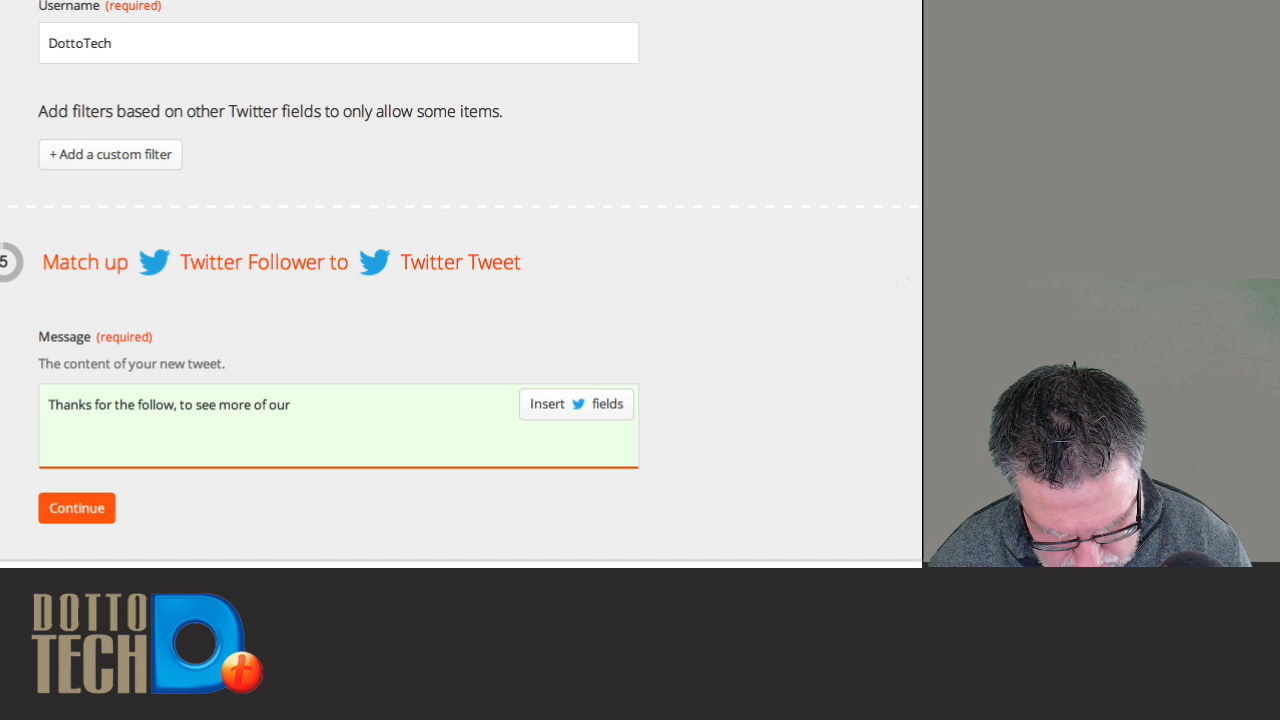 Username (required)
DottoTech
Add filters based on other Twitter fields to only allow some items.
+ Add a custom filter
5
Match up Twitter Follower to Twitter Tweet
Message (required)
The content of your new tweet.
Thanks for the follow, to see more of our
Insert fields
Continue
DOTTO
TECH
t